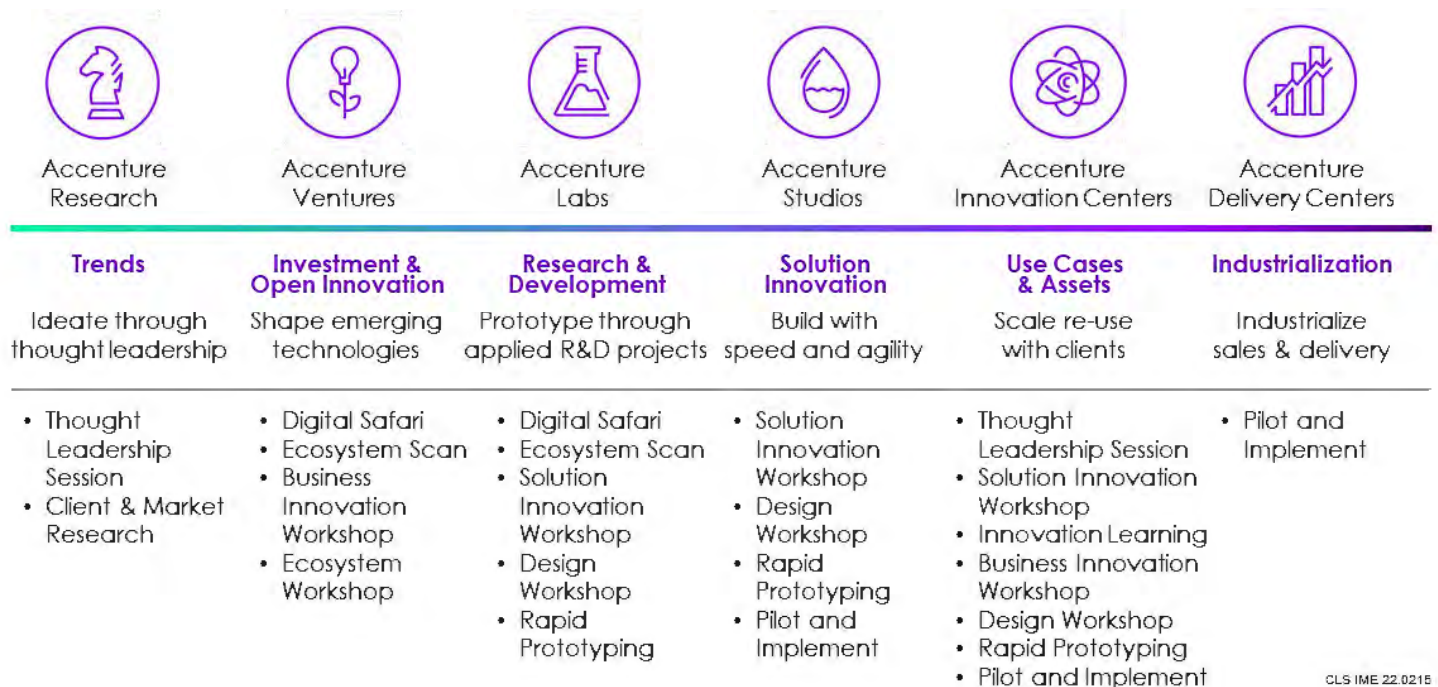 Accenture
Research
Accenture
Ventures
Accenture
Labs
Accenture
Studios
Accenture
Innovation Centers
Accenture
Delivery Centers
Trends
Ideate through
thought leadership
Investment &
Open Innovation
Shape emerging
technologies
Research &
Development
Prototype through
applied R&D projects
Solution
Innovation
Build with
speed and agility
Use Cases
& Assets
Scale re-use
with clients
Industrialization
Industrialize
sales & delivery
• Thought
Leadership
Session
• Client & Market
Research
• Digital Safari
• Ecosystem Scan
• Business
Innovation
Workshop
• Ecosystem
Workshop
• Digital Safari
• Ecosystem Scan
• Solution
Innovation
Workshop
• Design
Workshop
• Rapid
Prototyping
• Solution
Innovation
Workshop
• Design
Workshop
• Rapid
Prototyping
• Pilot and
Implement
• Thought
Leadership Session
• Solution Innovation
Workshop
• Innovation Learning
• Business Innovation
Workshop
• Design Workshop
• Rapid Prototyping
• Pilot and Implement
• Pilot and
Implement
CLS IME 22.0215